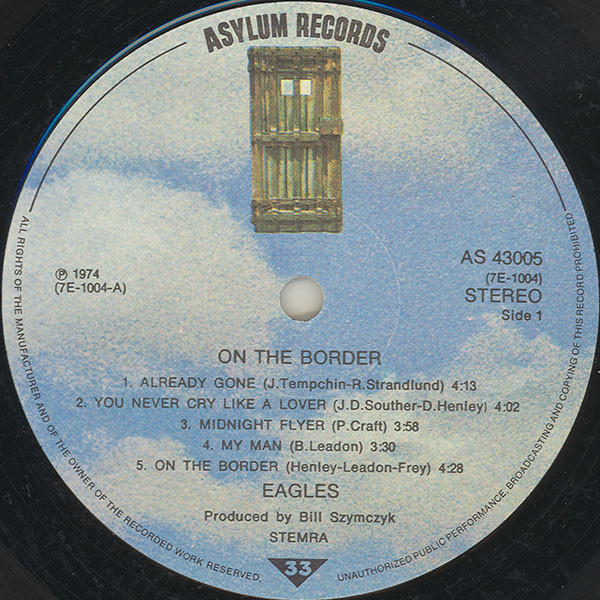 ASYLUM RECORDS
℗ 1974
(7E-1004-A)
AS 43005
(7E-1004)
STEREO
Side 1
ON THE BORDER
1. ALREADY GONE (J.Tempchin-R.Strandlund) 4:13
2. YOU NEVER CRY LIKE A LOVER (J.D.Souther-D.Henley) 4:02
3. MIDNIGHT FLYER (P.Craft) 3:58
4. MY MAN (B.Leadon) 3:30
5. ON THE BORDER (Henley-Leadon-Frey) 4:28
EAGLES
Produced by Bill Szymczyk
STEMRA
33
ALL RIGHTS OF THE MANUFACTURER AND OF THE OWNER OF THE RECORDED WORK RESERVED.
UNAUTHORIZED PUBLIC PERFORMANCE, BROADCASTING AND COPYING OF THIS RECORD PROHIBITED